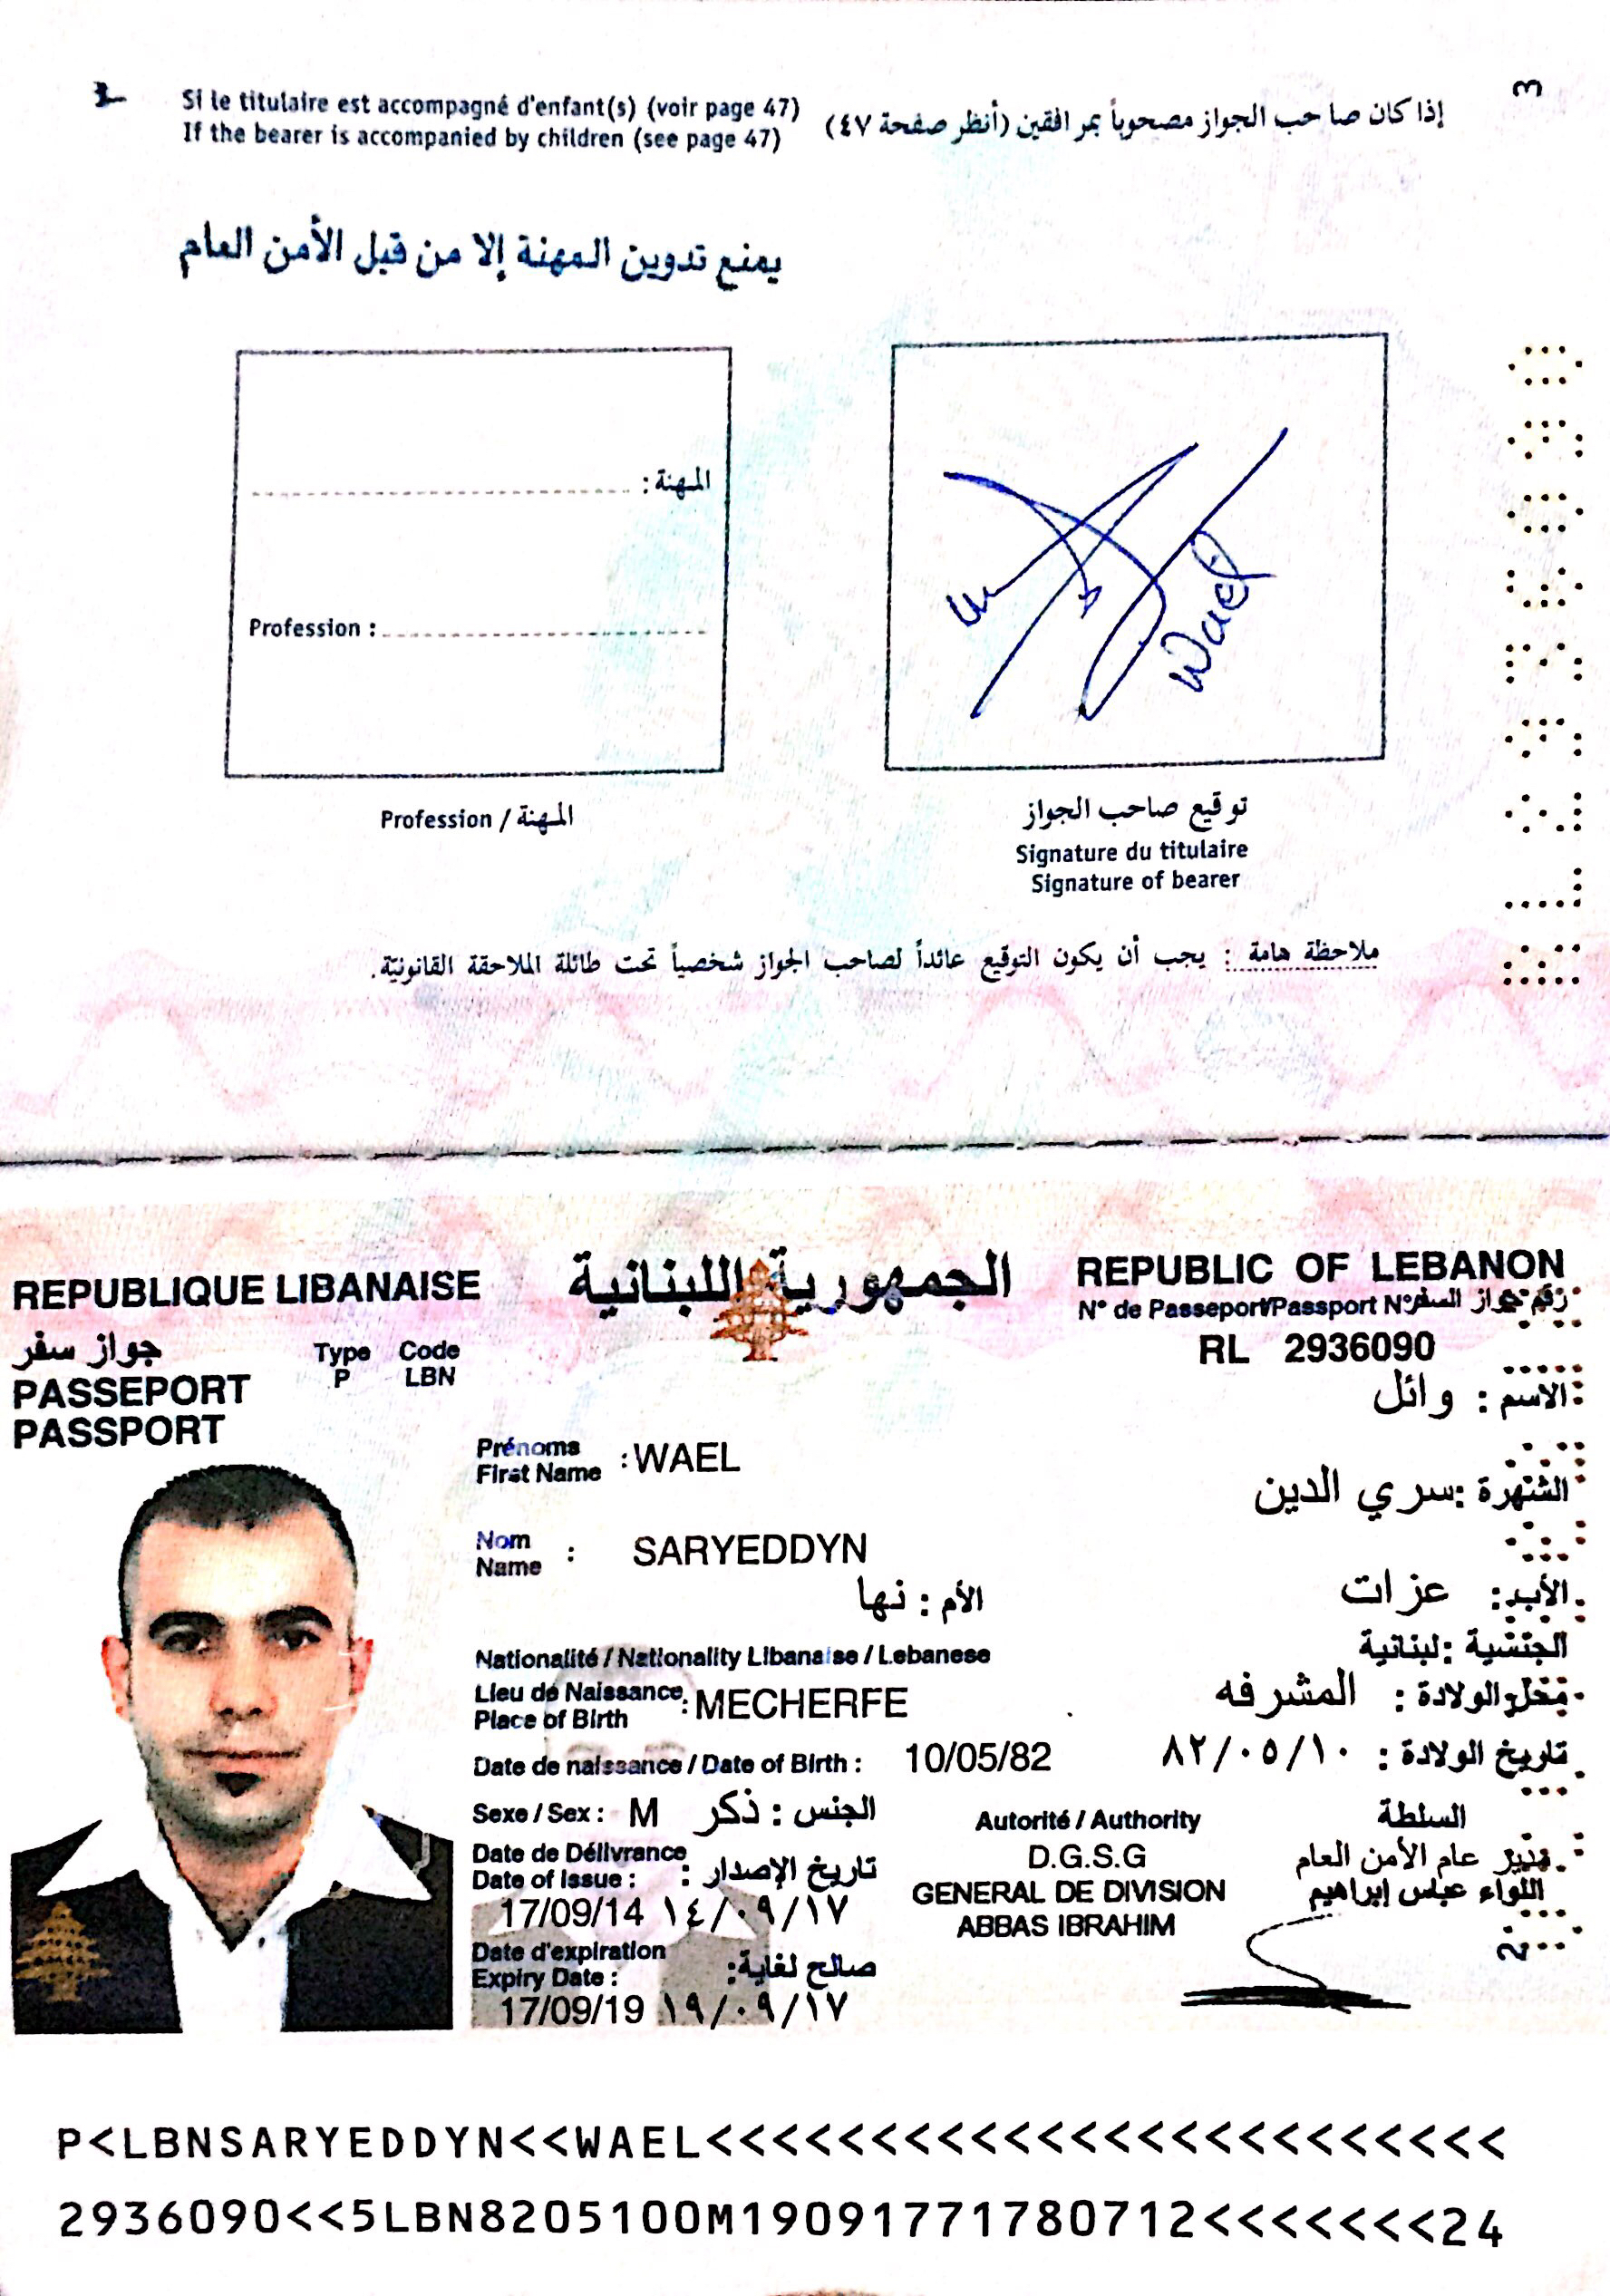 Si le titulaire est accompagné d'enfant(s) (voir page 47)
If the bearer is accompanied by children (see page 47)
إذا كان صاحب الجواز مصحوباً بمرافقين (أنظر صفحة ٤٧)
٣
يمنع تدوين المهنة إلا من قبل الأمن العام
المهنة :
Profession :
Wael
Profession / المهنة
توقيع صاحب الجواز
Signature du titulaire
Signature of bearer
ملاحظة هامة : يجب أن يكون التوقيع عائداً لصاحب الجواز شخصياً تحت طائلة الملاحقة القانونيّة.
REPUBLIQUE LIBANAISE
الجمهورية اللبنانية
REPUBLIC OF LEBANON
N° de Passeport/Passport N° رقم جواز السفر
RL 2936090
جواز سفر
PASSEPORT
PASSPORT
Type Code
P LBN
الاسم : وائل
Prénoms
First Name : WAEL
الشهرة : سري الدين
Nom
Name : SARYEDDYN
الأم : نها
الأب : عزات
Nationalité / Nationality Libanaise / Lebanese
الجنسية : لبنانية
Lieu de Naissance
Place of Birth : MECHERFE
محل الولادة : المشرفه
Date de naissance / Date of Birth : 10/05/82
تاريخ الولادة : ٨٢/٠٥/١٠
Sexe / Sex : M الجنس : ذكر
Autorité / Authority
السلطة
Date de Délivrance
Date of Issue : تاريخ الإصدار :
17/09/14 ١٤/٠٩/١٧
D.G.S.G
GENERAL DE DIVISION
ABBAS IBRAHIM
مدير عام الأمن العام
اللواء عباس إبراهيم
Date d'expiration
Expiry Date : صالح لغاية:
17/09/19 ١٩/٠٩/١٧
P<LBNSARYEDDYN<<WAEL<<<<<<<<<<<<<<<<<<<<<<<<
2936090<<5LBN8205100M19091771780712<<<<<<<24